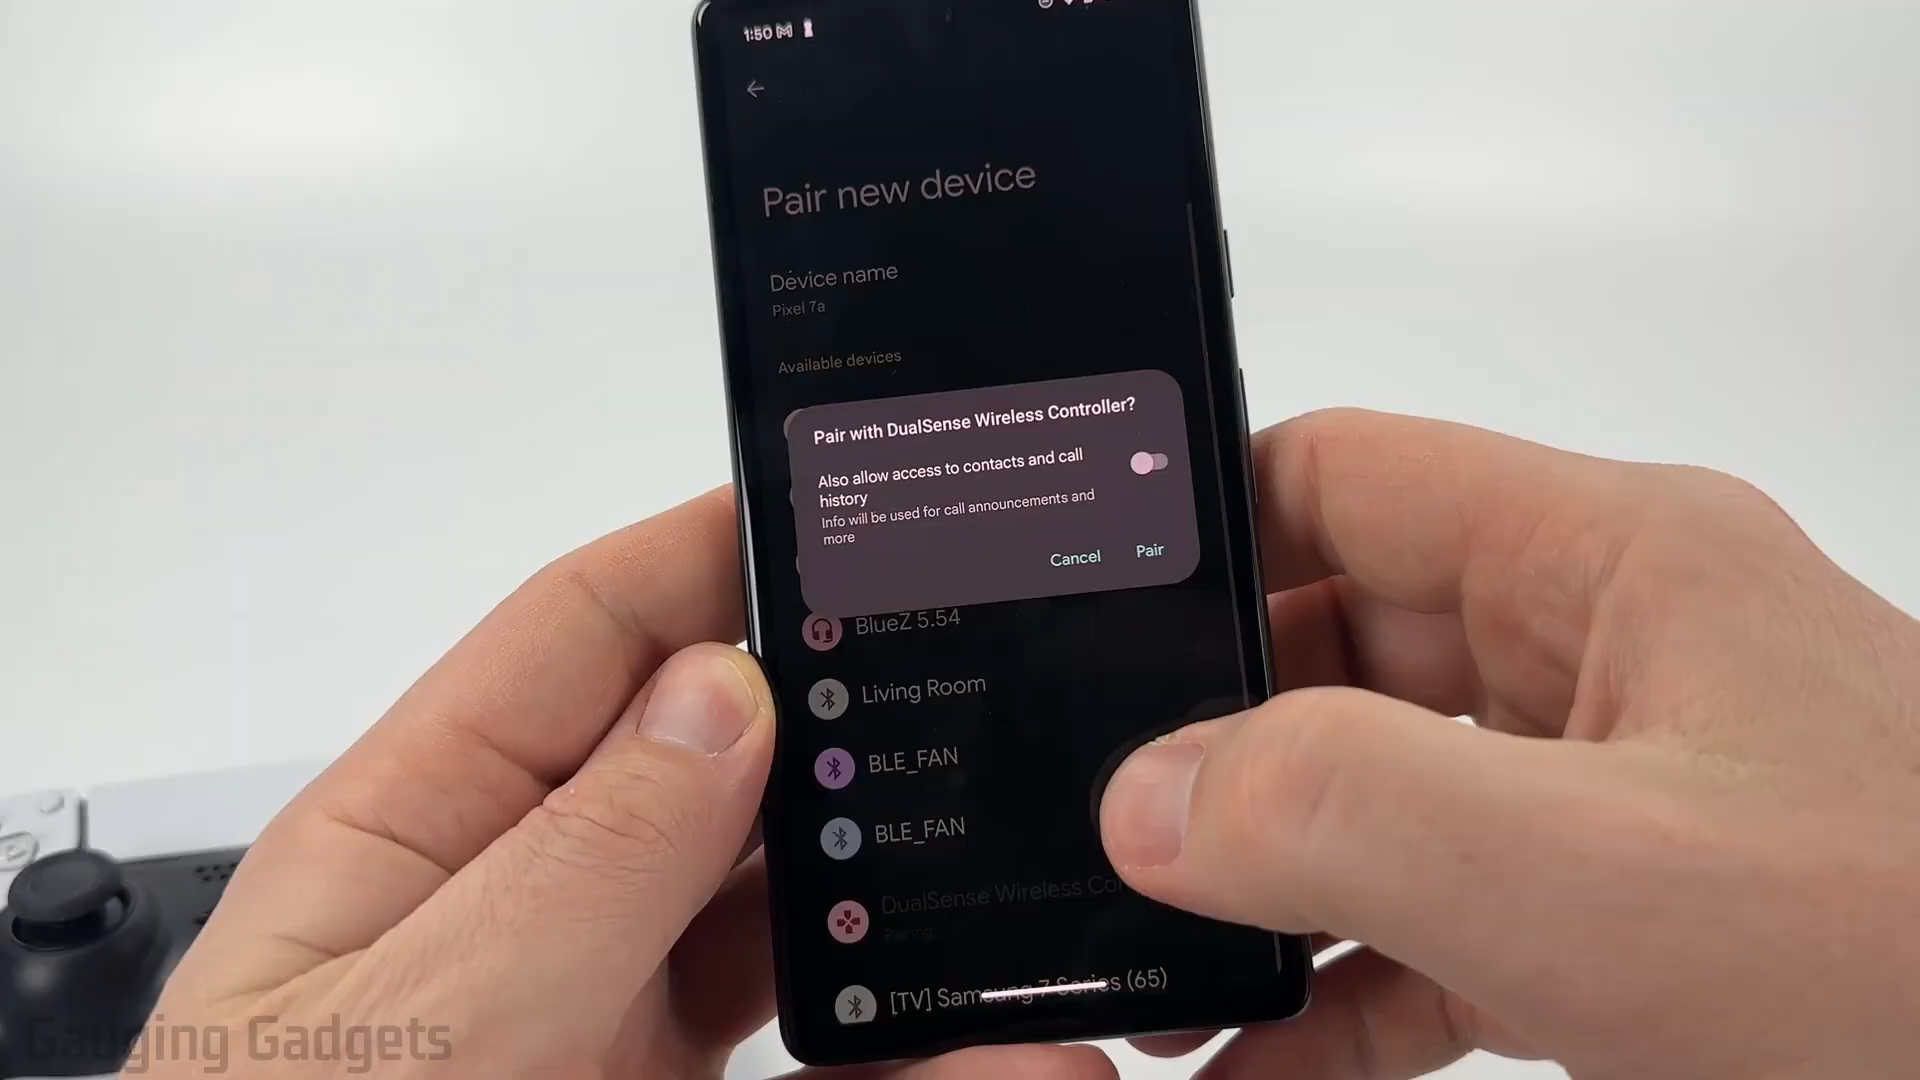 1:50
Pair new device
Device name
Pixel 7a
Available devices
Pair with DualSense Wireless Controller?
Also allow access to contacts and call
history
Info will be used for call announcements and
more
Cancel Pair
BlueZ 5.54
Living Room
BLE_FAN
BLE_FAN
DualSense Wireless
Pairing...
[TV] Samsung 7 Series (65)
Gauging Gadgets